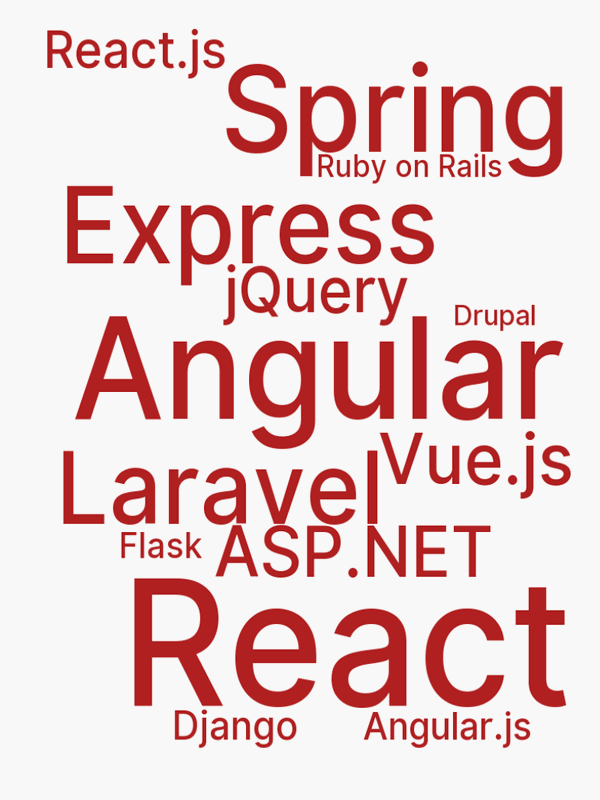 React.js
Spring
Ruby on Rails
Express
jQuery
Drupal
Angular
Vue.js
Laravel
Flask
ASP.NET
React
Django
Angular.js